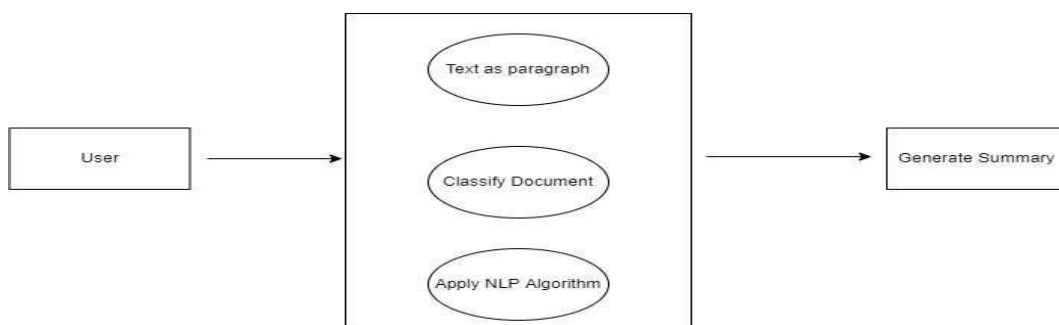 User
Text as paragraph
Classify Document
Apply NLP Algorithm
Generate Summary